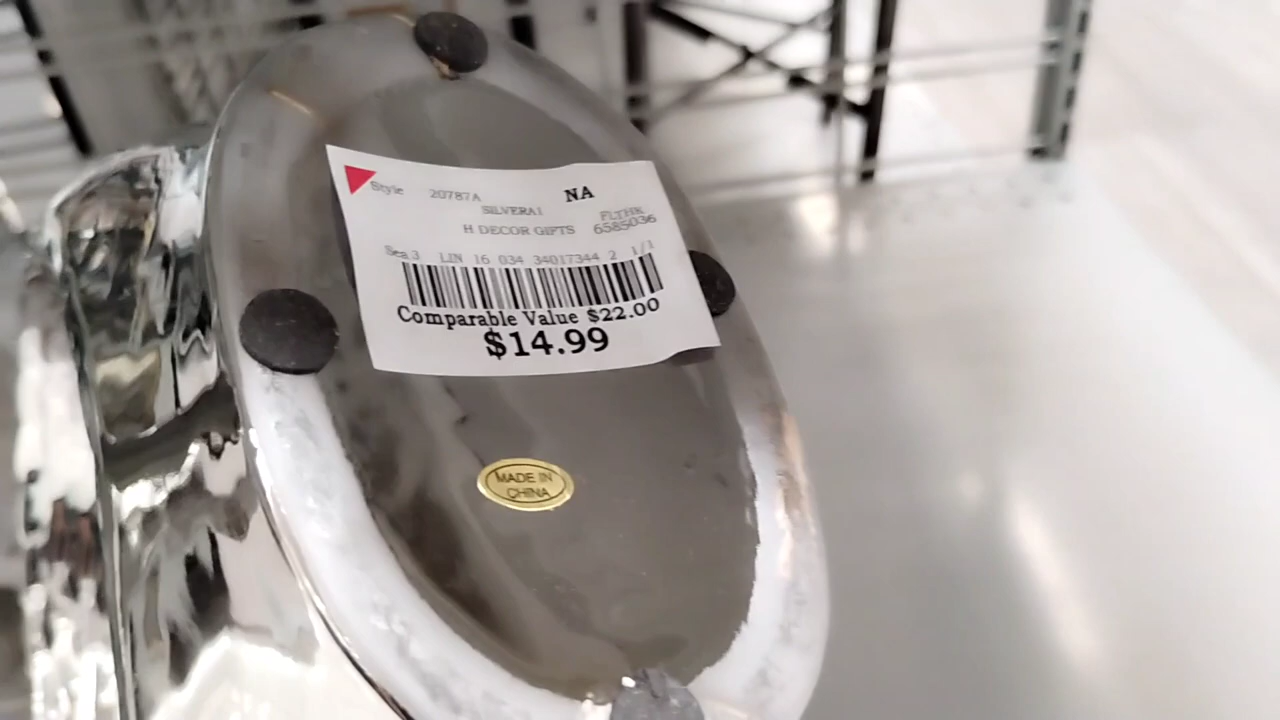 Style 20787A NA
SILVERA1
FLTHK
H DECOR GIFTS 6585036
Sea.3 LIN 16 034 34017344 2 1/1
Comparable Value $22.00
$14.99
MADE IN
CHINA